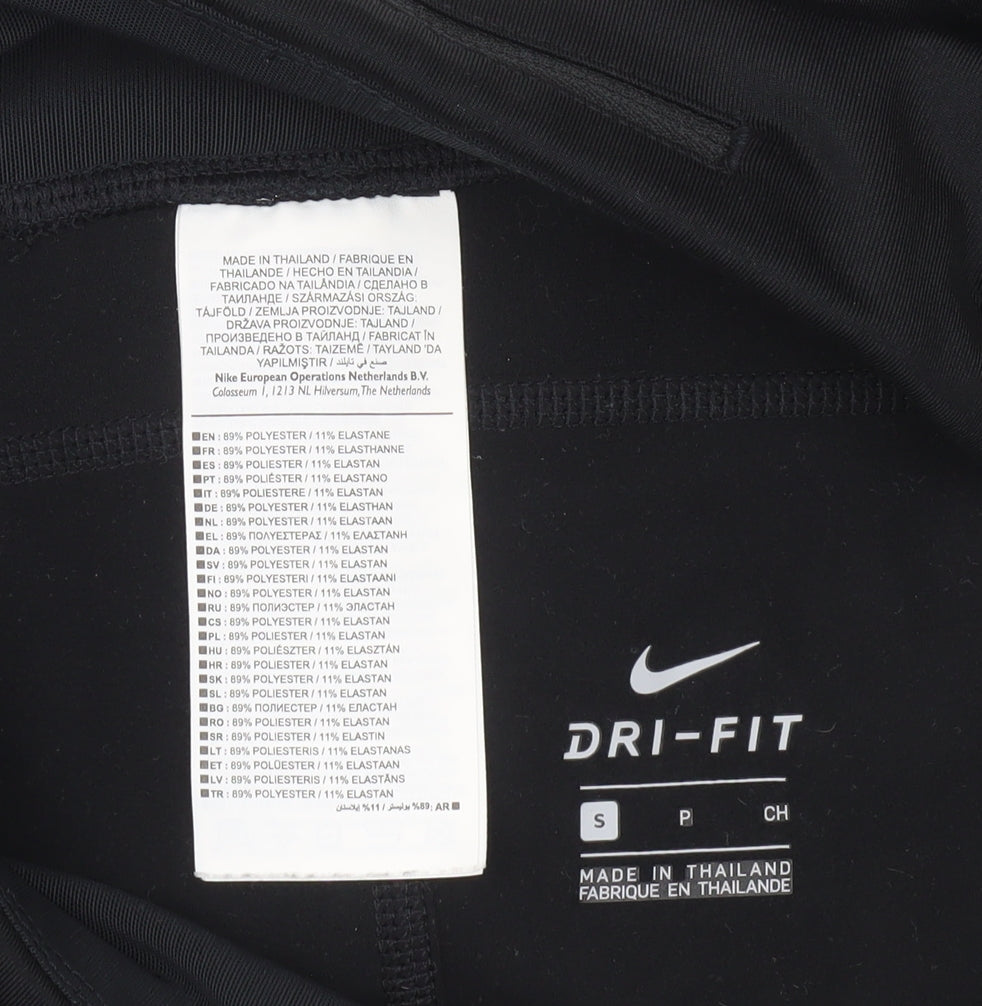 MADE IN THAILAND / FABRIQUE EN
THAILANDE / HECHO EN TAILANDIA /
FABRICADO NA TAILÂNDIA / СДЕЛАНО В
ТАИЛАНДЕ / SZÁRMAZÁSI ORSZÁG:
TÁJFÖLD / ZEMLJA PROIZVODNJE: TAJLAND /
DRŽAVA PROIZVODNJE: TAJLAND /
ПРОИЗВЕДЕНО В ТАЙЛАНД / FABRICAT ÎN
TAILANDA / RAŽOTS: TAIZEMĒ / TAYLAND 'DA
YAPILMIŞTIR / صنع في تايلند
Nike European Operations Netherlands B.V.
Colosseum 1, 1213 NL Hilversum, The Netherlands
EN : 89% POLYESTER / 11% ELASTANE
FR : 89% POLYESTER / 11% ELASTHANNE
ES : 89% POLIESTER / 11% ELASTAN
PT : 89% POLIÉSTER / 11% ELASTANO
IT : 89% POLIESTERE / 11% ELASTAN
DE : 89% POLYESTER / 11% ELASTHAN
NL : 89% POLYESTER / 11% ELASTAAN
EL : 89% ΠΟΛΥΕΣΤΕΡΑΣ / 11% ΕΛΑΣΤΑΝΗ
DA : 89% POLYESTER / 11% ELASTAN
SV : 89% POLYESTER / 11% ELASTAN
FI : 89% POLYESTERI / 11% ELASTAANI
NO : 89% POLYESTER / 11% ELASTAN
RU : 89% ПОЛИЭСТЕР / 11% ЭЛАСТАН
CS : 89% POLYESTER / 11% ELASTAN
PL : 89% POLIESTER / 11% ELASTAN
HU : 89% POLIÉSZTER / 11% ELASZTÁN
HR : 89% POLIESTER / 11% ELASTAN
SK : 89% POLYESTER / 11% ELASTAN
SL : 89% POLIESTER / 11% ELASTAN
BG : 89% ПОЛИЕСТЕР / 11% ЕЛАСТАН
RO : 89% POLIESTER / 11% ELASTAN
SR : 89% POLIESTER / 11% ELASTIN
LT : 89% POLIESTERIS / 11% ELASTANAS
ET : 89% POLÜESTER / 11% ELASTAAN
LV : 89% POLIESTERIS / 11% ELASTĀNS
TR : 89% POLYESTER / 11% ELASTAN
AR : 89% بوليستر / 11% إيلاستان
DRI-FIT
S P CH
MADE IN THAILAND
FABRIQUE EN THAILANDE